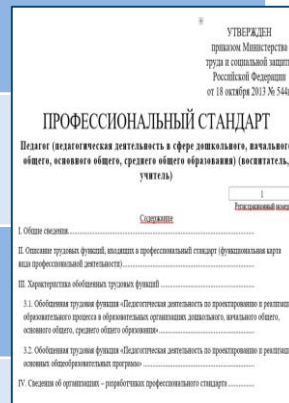 УТВЕРЖДЕН
приказом Министерства
труда и социальной защиты
Российской Федерации
от 18 октября 2013 № 544н
ПРОФЕССИОНАЛЬНЫЙ СТАНДАРТ
Педагог (педагогическая деятельность в сфере дошкольного, начального
общего, основного общего, среднего общего образования) (воспитатель,
учитель)
1
Регистрационный номер
Содержание
I. Общие сведения
II. Описание трудовых функций, входящих в профессиональный стандарт (функциональная карта
вида профессиональной деятельности)
III. Характеристика обобщенных трудовых функций
3.1. Обобщенная трудовая функция «Педагогическая деятельность по проектированию и реализации
образовательного процесса в образовательных организациях дошкольного, начального общего,
основного общего, среднего общего образования»
3.2. Обобщенная трудовая функция «Педагогическая деятельность по проектированию и реализации
основных общеобразовательных программ»
IV. Сведения об организациях – разработчиках профессионального стандарта